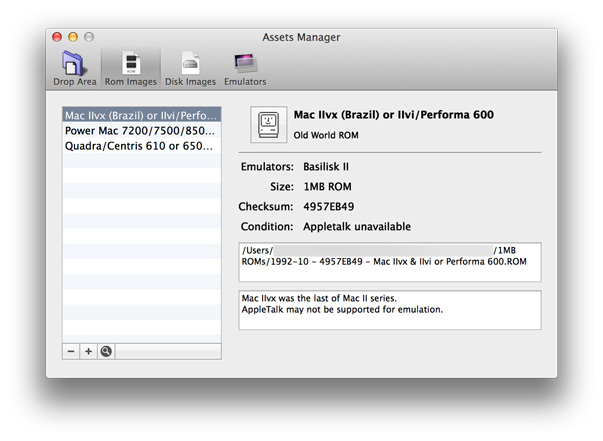 Assets Manager
Drop Area
Rom Images
Disk Images
Emulators
ROM
Mac IIvx (Brazil) or IIvi/Perfo...
Power Mac 7200/7500/850...
Quadra/Centris 610 or 650...
Mac IIvx (Brazil) or IIvi/Performa 600
Old World ROM
Emulators: Basilisk II
Size: 1MB ROM
Checksum: 4957EB49
Condition: Appletalk unavailable
/Users/ /1MB
ROMs/1992-10 - 4957EB49 - Mac IIvx & IIvi or Performa 600.ROM
Mac IIvx was the last of Mac II series.
AppleTalk may not be supported for emulation.